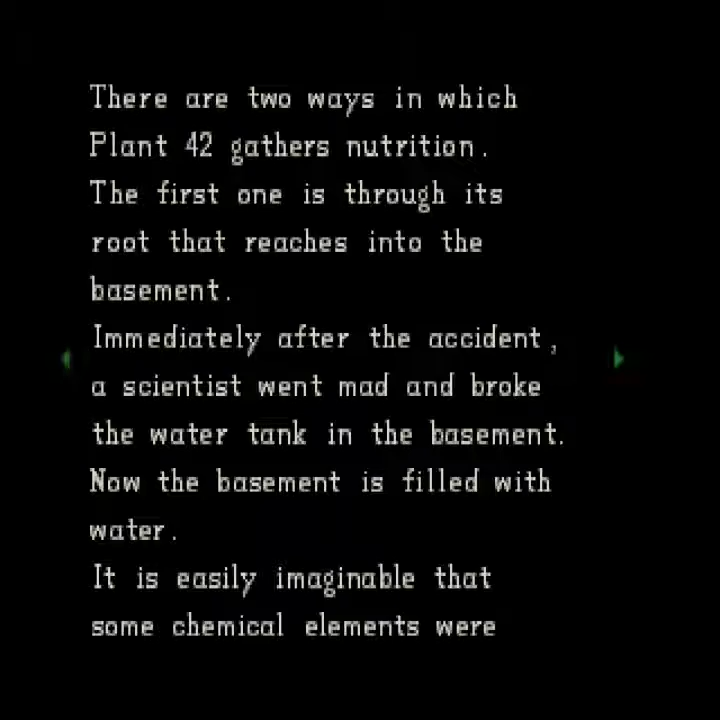 There are two ways in which
Plant 42 gathers nutrition.
The first one is through its
root that reaches into the
basement.
Immediately after the accident,
a scientist went mad and broke
the water tank in the basement.
Now the basement is filled with
water.
It is easily imaginable that
some chemical elements were